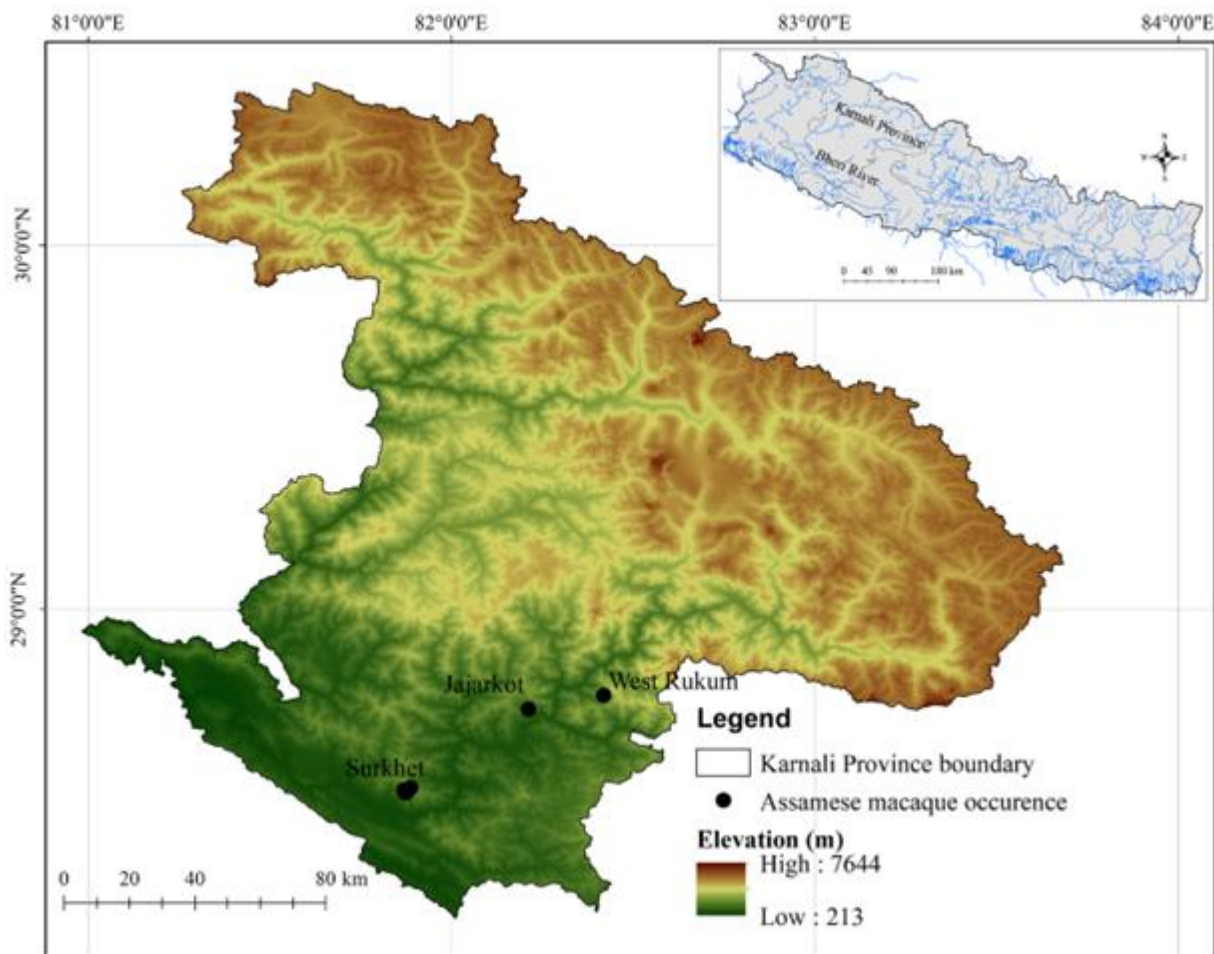 81°0'0"E 82°0'0"E 83°0'0"E 84°0'0"E
Karnali Province
Bheri River
N
W E
S
0 45 90 180 km
30°0'0"N
29°0'0"N
Jajarkot
West Rukum
Surkhet
Legend
Karnali Province boundary
Assamese macaque occurence
Elevation (m)
High : 7644
Low : 213
0 20 40 80 km